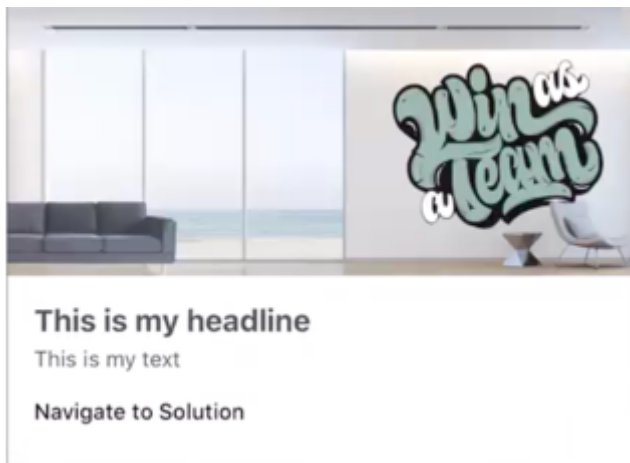 Win as
a Team
This is my headline
This is my text
Navigate to Solution